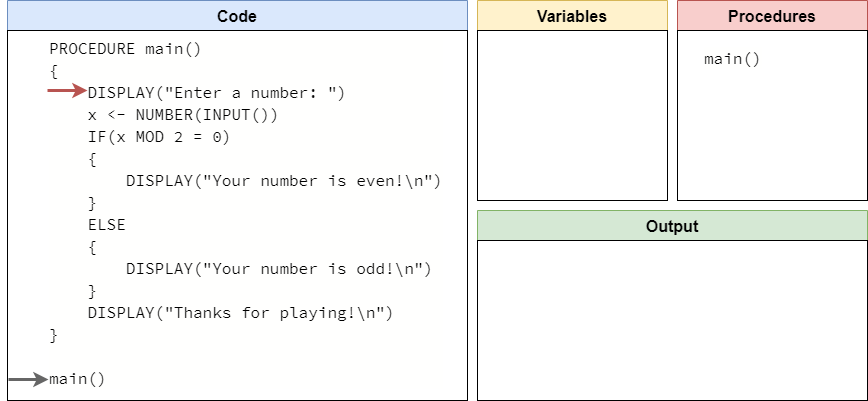 Code
PROCEDURE main()
{
DISPLAY("Enter a number: ")
x <- NUMBER(INPUT())
IF(x MOD 2 = 0)
{
DISPLAY("Your number is even!\n")
}
ELSE
{
DISPLAY("Your number is odd!\n")
}
DISPLAY("Thanks for playing!\n")
}
main()
Variables
Procedures
main()
Output